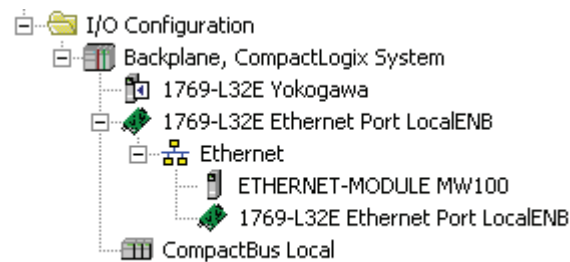 I/O Configuration
Backplane, CompactLogix System
1769-L32E Yokogawa
1769-L32E Ethernet Port LocalENB
Ethernet
ETHERNET-MODULE MW100
1769-L32E Ethernet Port LocalENB
CompactBus Local